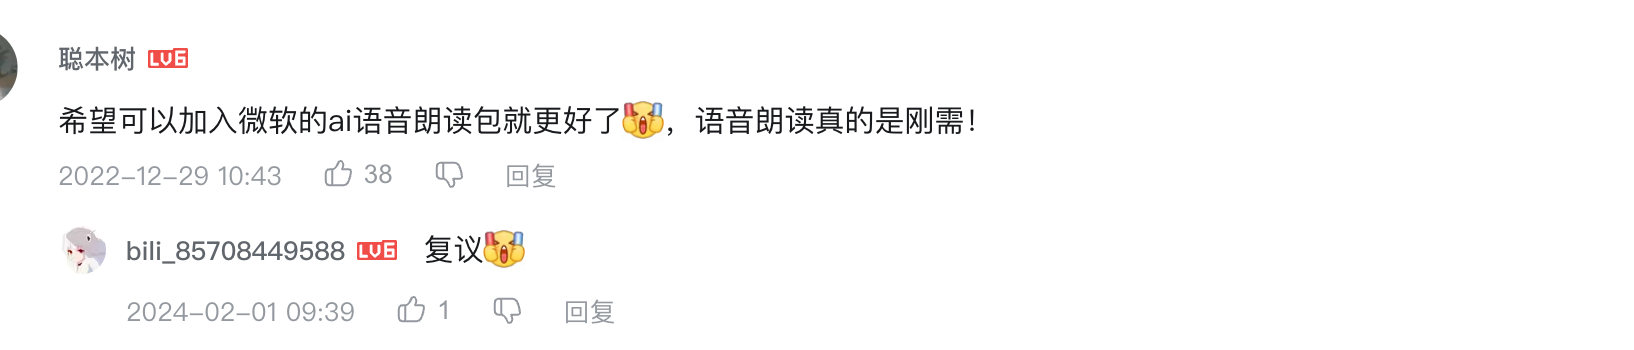 聪本树 LV6
希望可以加入微软的ai语音朗读包就更好了，语音朗读真的是刚需！
2022-12-29 10:43 38 回复
bili_85708449588 LV6 复议
2024-02-01 09:39 1 回复